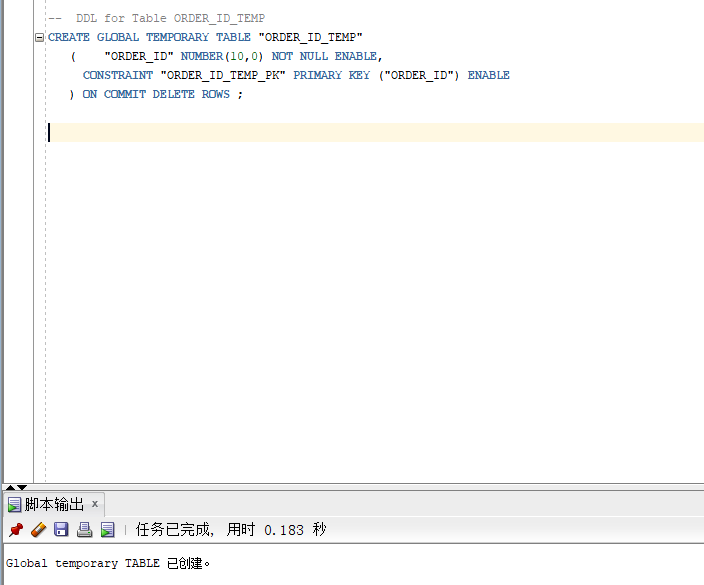 -- DDL for Table ORDER_ID_TEMP
CREATE GLOBAL TEMPORARY TABLE "ORDER_ID_TEMP"
( "ORDER_ID" NUMBER(10,0) NOT NULL ENABLE,
CONSTRAINT "ORDER_ID_TEMP_PK" PRIMARY KEY ("ORDER_ID") ENABLE
) ON COMMIT DELETE ROWS ;
脚本输出 x
任务已完成, 用时 0.183 秒
Global temporary TABLE 已创建。